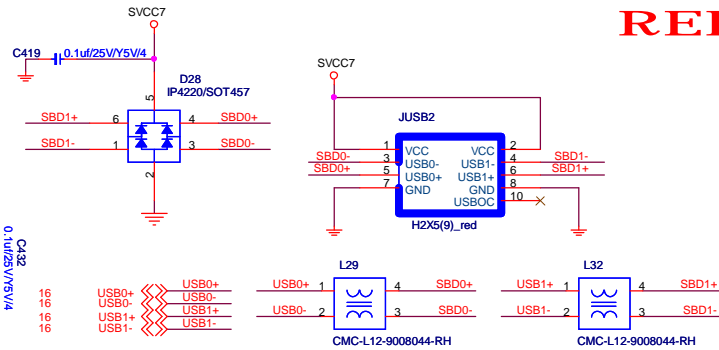 SVCC7
REI
C419
0.1uf/25V/Y5V/4
D28
IP4220/SOT457
5
SBD1+
6
4
SBD0+
SBD1-
1
3
SBD0-
2
SVCC7
JUSB2
1
VCC
VCC
2
SBD0-
3
USB0-
USB1-
4
SBD1-
SBD0+
5
USB0+
USB1+
6
SBD1+
7
GND
GND
8
USBOC
10
H2X5(9)_red
C432
0.1uf/25V/Y5V/4
16
USB0+
USB0+
16
USB0-
USB0-
16
USB1+
USB1+
16
USB1-
USB1-
L29
USB0+
1
4
SBD0+
USB0-
2
3
SBD0-
CMC-L12-9008044-RH
L32
USB1+
1
4
SBD1+
USB1-
2
3
SBD1-
CMC-L12-9008044-RH